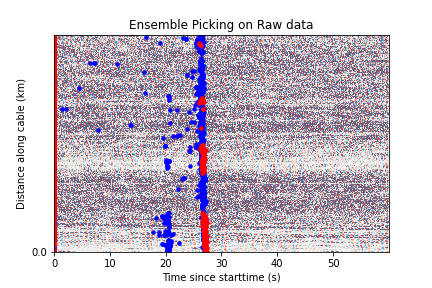 Ensemble Picking on Raw data
Distance along cable (km)
0.0
0 10 20 30 40 50
Time since starttime (s)